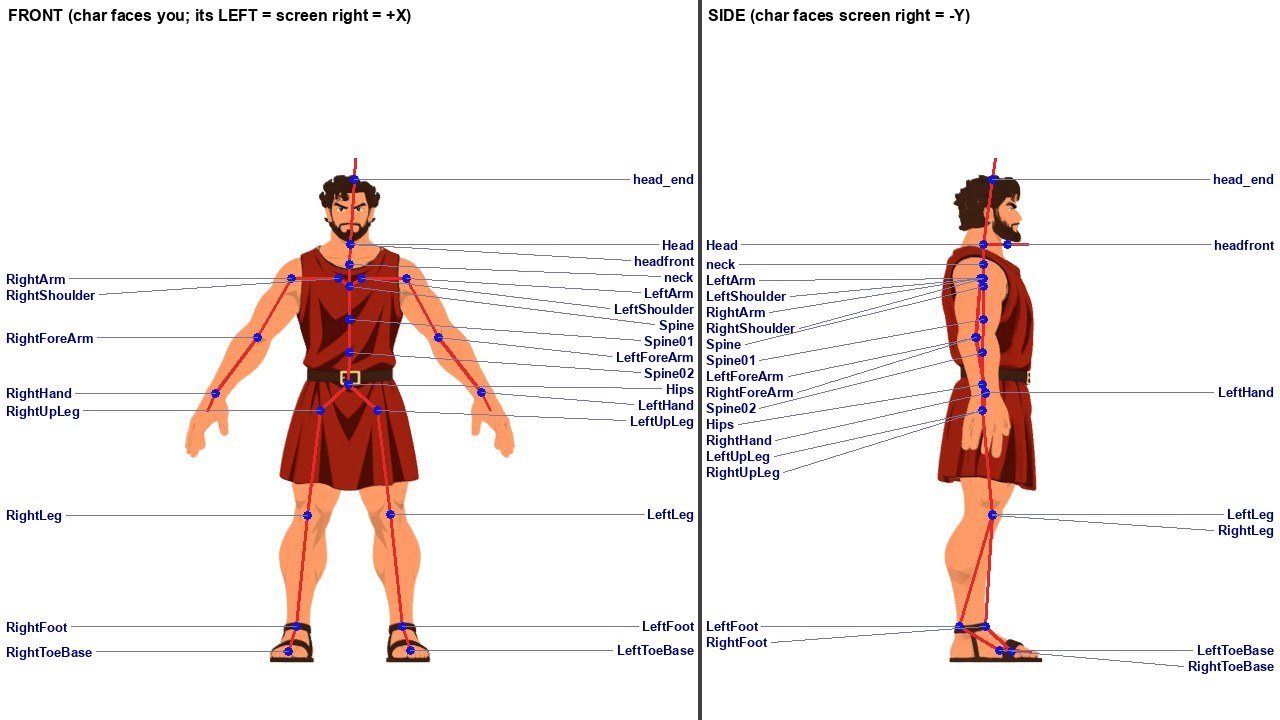 FRONT (char faces you; its LEFT = screen right = +X)
head_end
Head
headfront
neck
LeftArm
LeftShoulder
Spine
Spine01
LeftForeArm
Spine02
Hips
LeftHand
LeftUpLeg
LeftLeg
LeftFoot
LeftToeBase
RightArm
RightShoulder
RightForeArm
RightHand
RightUpLeg
RightLeg
RightFoot
RightToeBase
SIDE (char faces screen right = -Y)
Head
neck
LeftArm
LeftShoulder
RightArm
RightShoulder
Spine
Spine01
LeftForeArm
RightForeArm
Spine02
Hips
RightHand
LeftUpLeg
RightUpLeg
LeftFoot
RightFoot
head_end
headfront
LeftHand
LeftLeg
RightLeg
LeftToeBase
RightToeBase